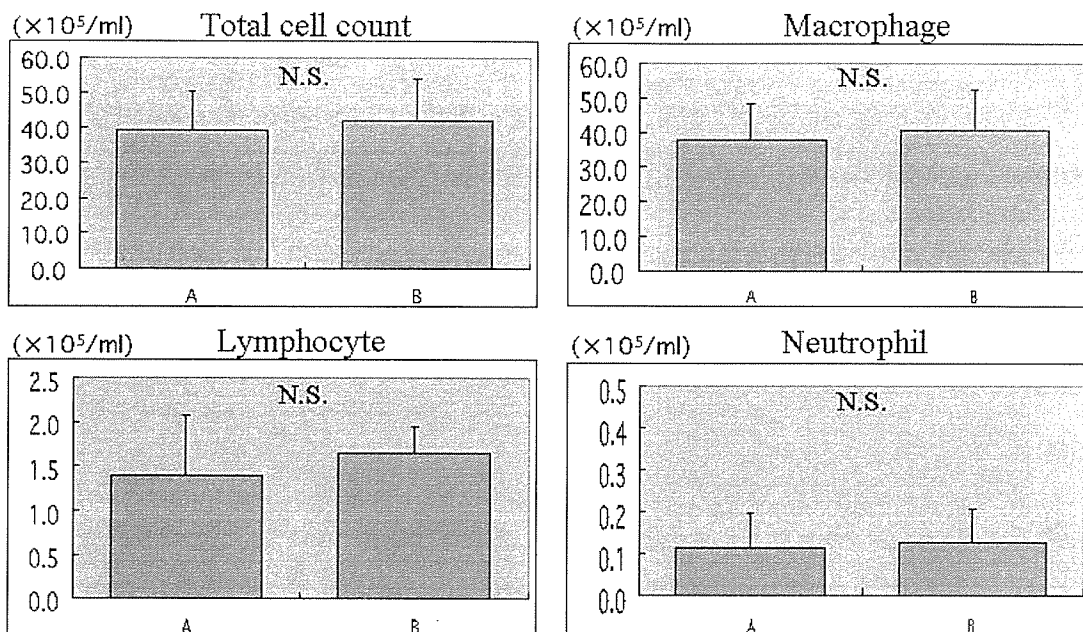 (×10⁵/ml) Total cell count
60.0
50.0
40.0
30.0
20.0
10.0
0.0
N.S.
A B
(×10⁵/ml) Macrophage
60.0
50.0
40.0
30.0
20.0
10.0
0.0
N.S.
A B
(×10⁵/ml) Lymphocyte
2.5
2.0
1.5
1.0
0.5
0.0
N.S.
A B
(×10⁵/ml) Neutrophil
0.5
0.4
0.3
0.2
0.1
0.0
N.S.
A B